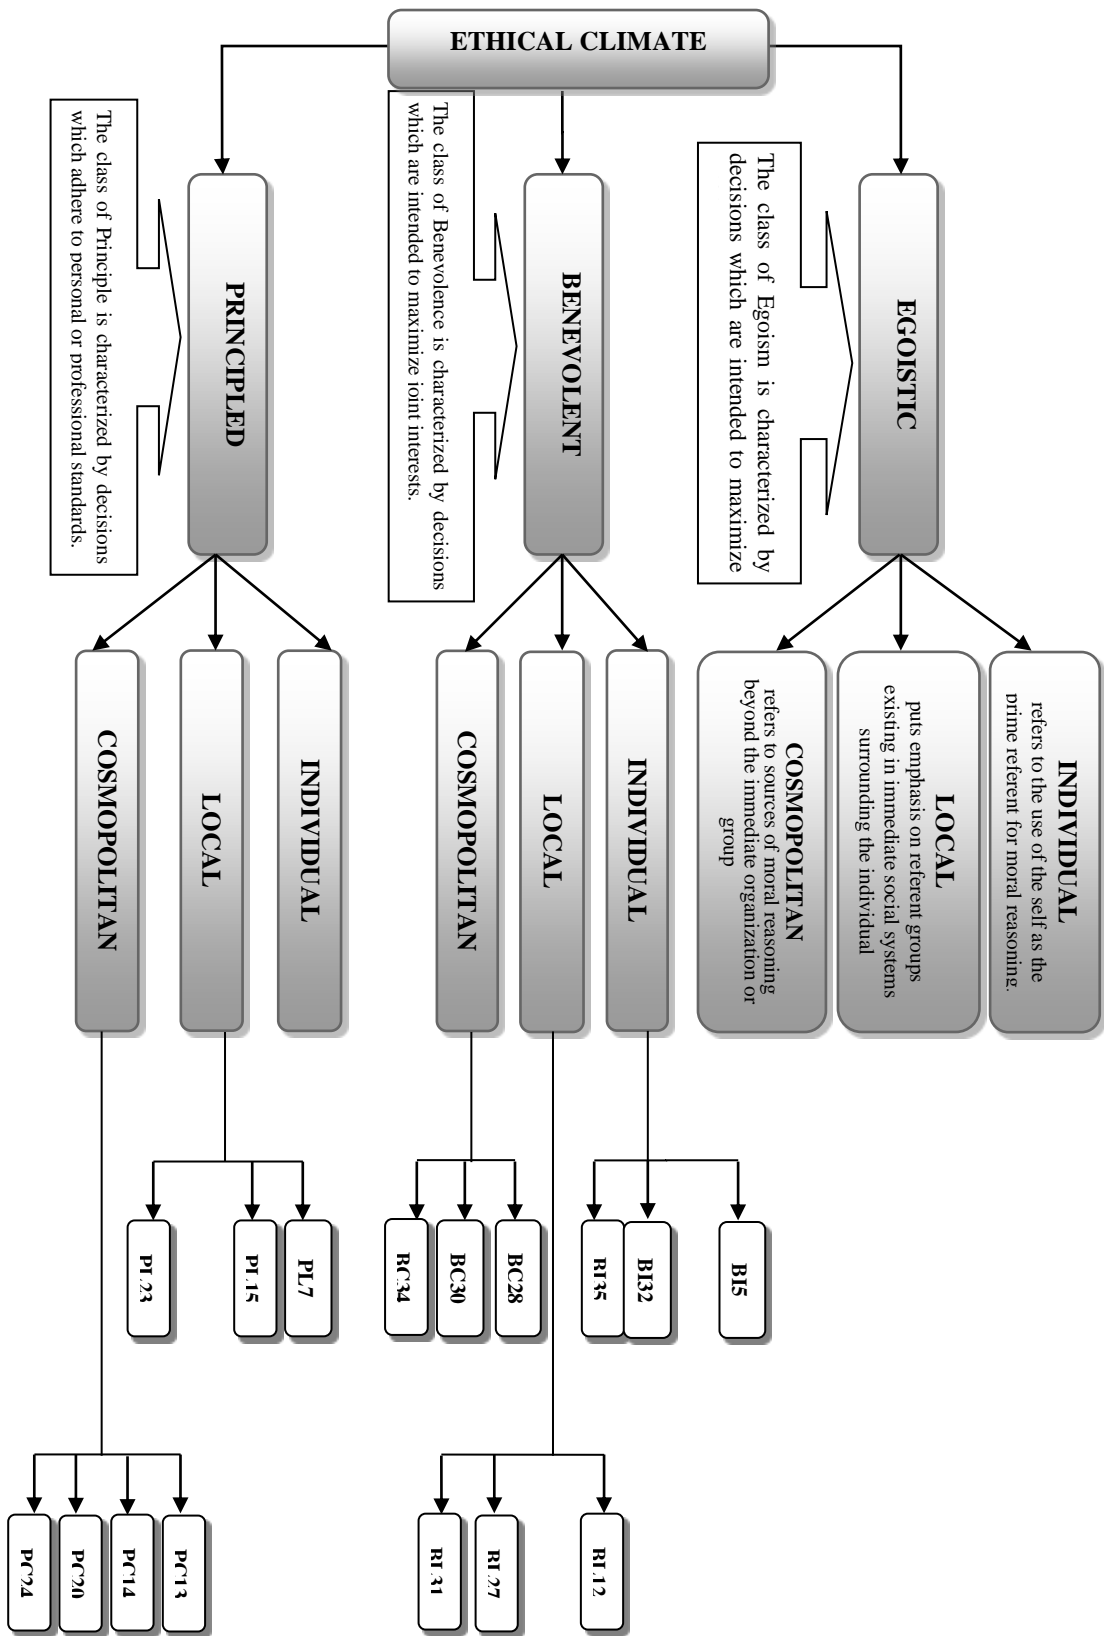 ETHICAL CLIMATE
EGOISTIC
The class of Egoism is characterized by
decisions which are intended to maximize
INDIVIDUAL
refers to the use of the self as the
prime referent for moral reasoning.
LOCAL
puts emphasis on referent groups
existing in immediate social systems
surrounding the individual
COSMOPOLITAN
refers to sources of moral reasoning
beyond the immediate organization or
group
BENEVOLENT
The class of Benevolence is characterized by decisions
which are intended to maximize joint interests.
INDIVIDUAL
BI5
BI32
BI35
LOCAL
BL12
BL27
BL31
COSMOPOLITAN
BC28
BC30
BC34
PRINCIPLED
The class of Principle is characterized by decisions
which adhere to personal or professional standards.
INDIVIDUAL
LOCAL
PL7
PL15
PL23
COSMOPOLITAN
PC13
PC14
PC20
PC24